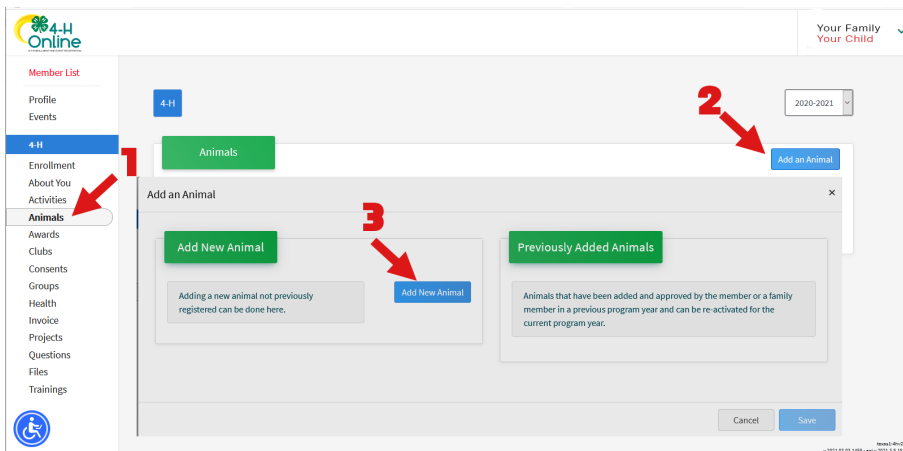 4-H
Online
Your Family
Your Child
Member List
Profile
Events
4-H
Enrollment
About You
Activities
Animals
Awards
Clubs
Consents
Groups
Health
Invoice
Projects
Questions
Files
Trainings
1
4-H
2
2020-2021
Animals
Add an Animal
Add an Animal
×
3
Add New Animal
Adding a new animal not previously
registered can be done here.
Add New Animal
Previously Added Animals
Animals that have been added and approved by the member or a family
member in a previous program year and can be re-activated for the
current program year.
Cancel
Save